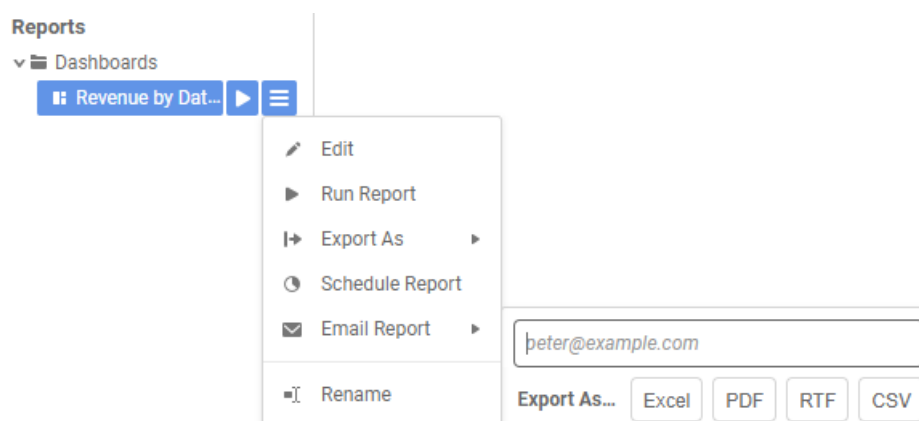 Reports
Dashboards
Revenue by Dat...
Edit
Run Report
Export As
Schedule Report
Email Report
peter@example.com
Rename
Export As... Excel PDF RTF CSV